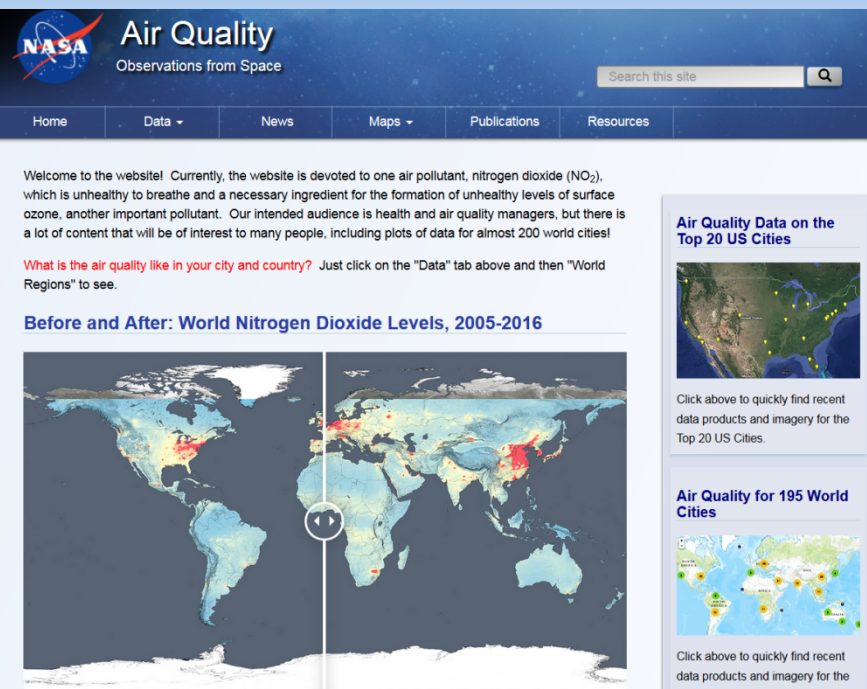 NASA
Air Quality
Observations from Space
Search this site
Home Data News Maps Publications Resources
Welcome to the website! Currently, the website is devoted to one air pollutant, nitrogen dioxide (NO₂),
which is unhealthy to breathe and a necessary ingredient for the formation of unhealthy levels of surface
ozone, another important pollutant. Our intended audience is health and air quality managers, but there is
a lot of content that will be of interest to many people, including plots of data for almost 200 world cities!
What is the air quality like in your city and country? Just click on the "Data" tab above and then "World
Regions" to see.
Before and After: World Nitrogen Dioxide Levels, 2005-2016
Air Quality Data on the
Top 20 US Cities
Click above to quickly find recent
data products and imagery for the
Top 20 US Cities.
Air Quality for 195 World
Cities
Click above to quickly find recent
data products and imagery for the